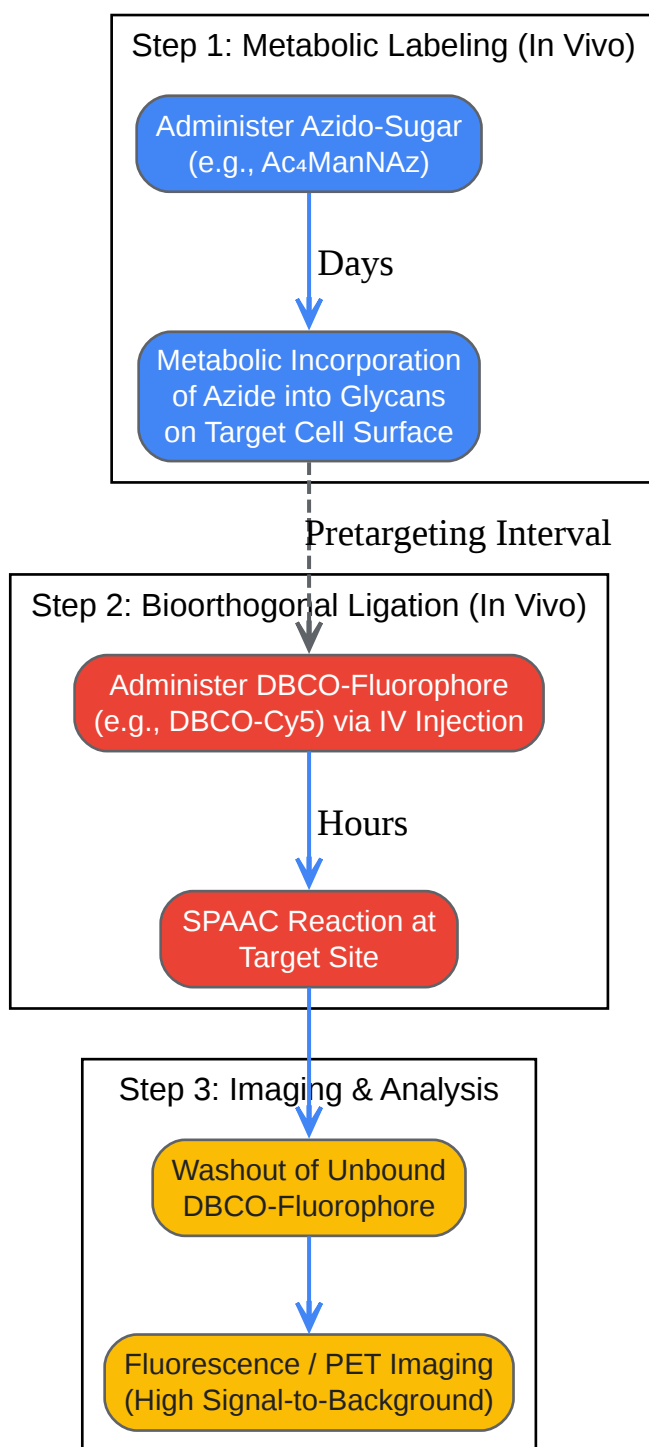 Step 1: Metabolic Labeling (In Vivo)
Administer Azido-Sugar
(e.g., Ac₄ManNAz)
Days
Metabolic Incorporation
of Azide into Glycans
on Target Cell Surface
Pretargeting Interval
Step 2: Bioorthogonal Ligation (In Vivo)
Administer DBCO-Fluorophore
(e.g., DBCO-Cy5) via IV Injection
Hours
SPAAC Reaction at
Target Site
Step 3: Imaging & Analysis
Washout of Unbound
DBCO-Fluorophore
Fluorescence / PET Imaging
(High Signal-to-Background)